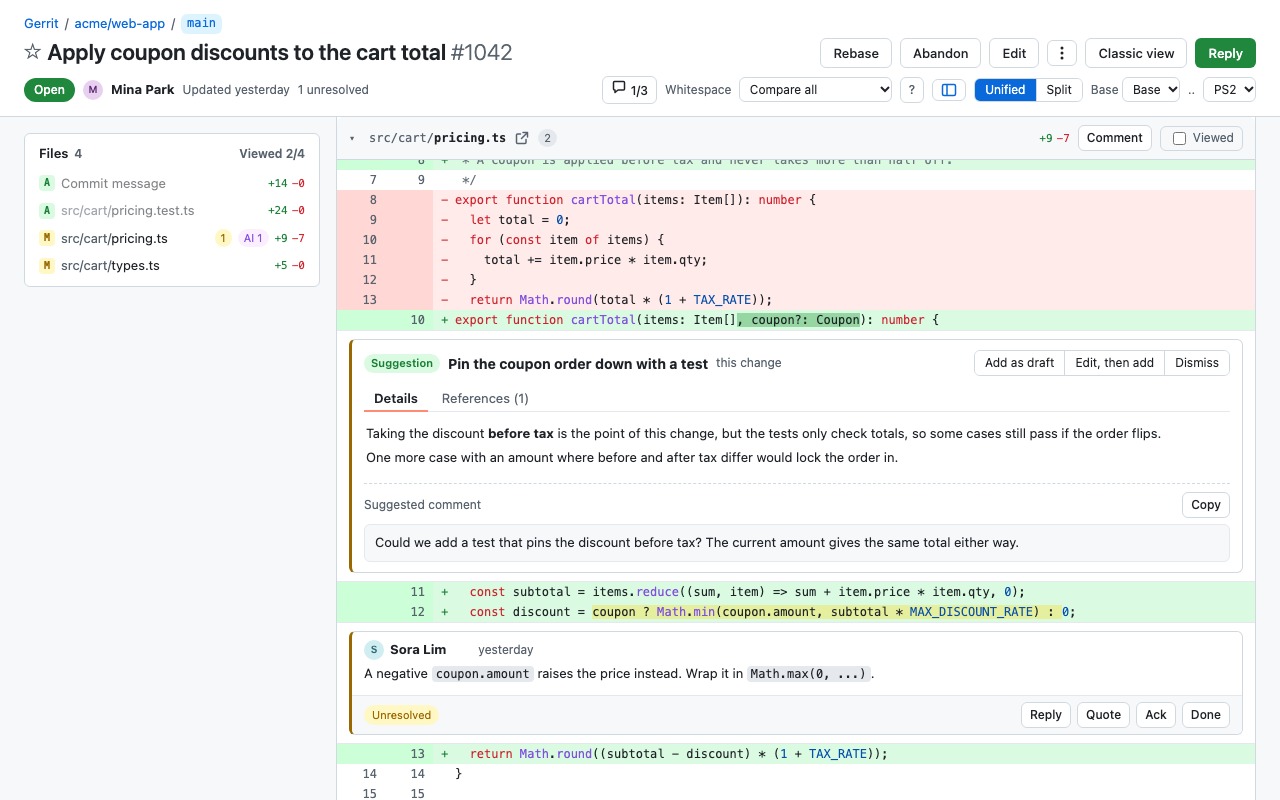 Gerrit / acme/web-app / main
☆ Apply coupon discounts to the cart total #1042
Rebase Abandon Edit ⋮ Classic view Reply
Open M Mina Park Updated yesterday 1 unresolved
1/3 Whitespace Compare all ? Unified Split Base Base .. PS2
Files 4 Viewed 2/4
A Commit message +14 −0
A src/cart/pricing.test.ts +24 −0
M src/cart/pricing.ts 1 AI 1 +9 −7
M src/cart/types.ts +5 −0
▾ src/cart/pricing.ts 2 +9 −7 Comment Viewed
8 + * A coupon is applied before tax and never takes more than half off.
7 9 */
8 − export function cartTotal(items: Item[]): number {
9 − let total = 0;
10 − for (const item of items) {
11 − total += item.price * item.qty;
12 − }
13 − return Math.round(total * (1 + TAX_RATE));
10 + export function cartTotal(items: Item[], coupon?: Coupon): number {
Suggestion Pin the coupon order down with a test this change Add as draft Edit, then add Dismiss
Details References (1)
Taking the discount before tax is the point of this change, but the tests only check totals, so some cases still pass if the order flips.
One more case with an amount where before and after tax differ would lock the order in.
Suggested comment Copy
Could we add a test that pins the discount before tax? The current amount gives the same total either way.
11 + const subtotal = items.reduce((sum, item) => sum + item.price * item.qty, 0);
12 + const discount = coupon ? Math.min(coupon.amount, subtotal * MAX_DISCOUNT_RATE) : 0;
S Sora Lim yesterday
A negative coupon.amount raises the price instead. Wrap it in Math.max(0, ...).
Unresolved Reply Quote Ack Done
13 + return Math.round((subtotal − discount) * (1 + TAX_RATE));
14 14 }
15 15